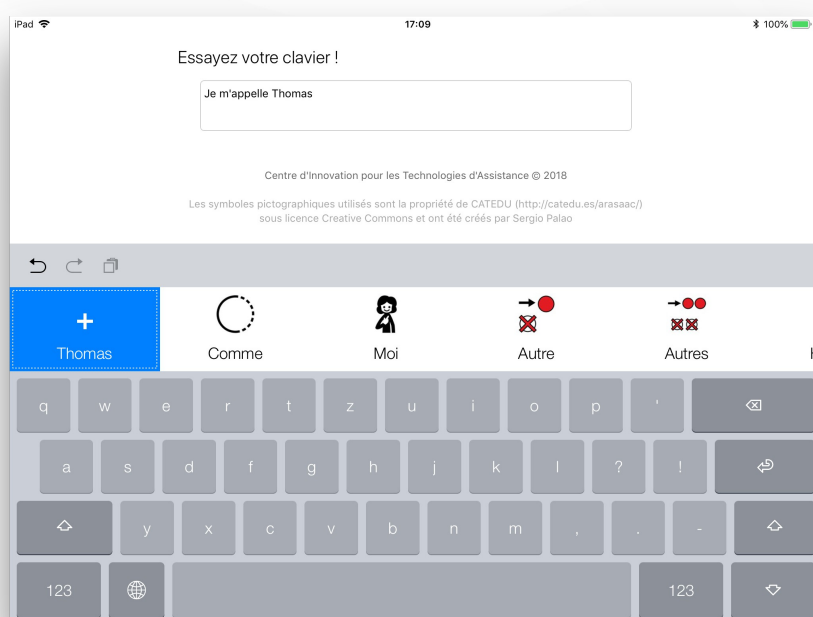 iPad 17:09 100%
Essayez votre clavier !
Je m'appelle Thomas
Centre d'Innovation pour les Technologies d'Assistance © 2018
Les symboles pictographiques utilisés sont la propriété de CATEDU (http://catedu.es/arasaac/)
sous licence Creative Commons et ont été créés par Sergio Palao
+
Thomas Comme Moi Autre Autres
q w e r t z u i o p '
a s d f g h j k l ? !
y x c v b n m , . -
123 123